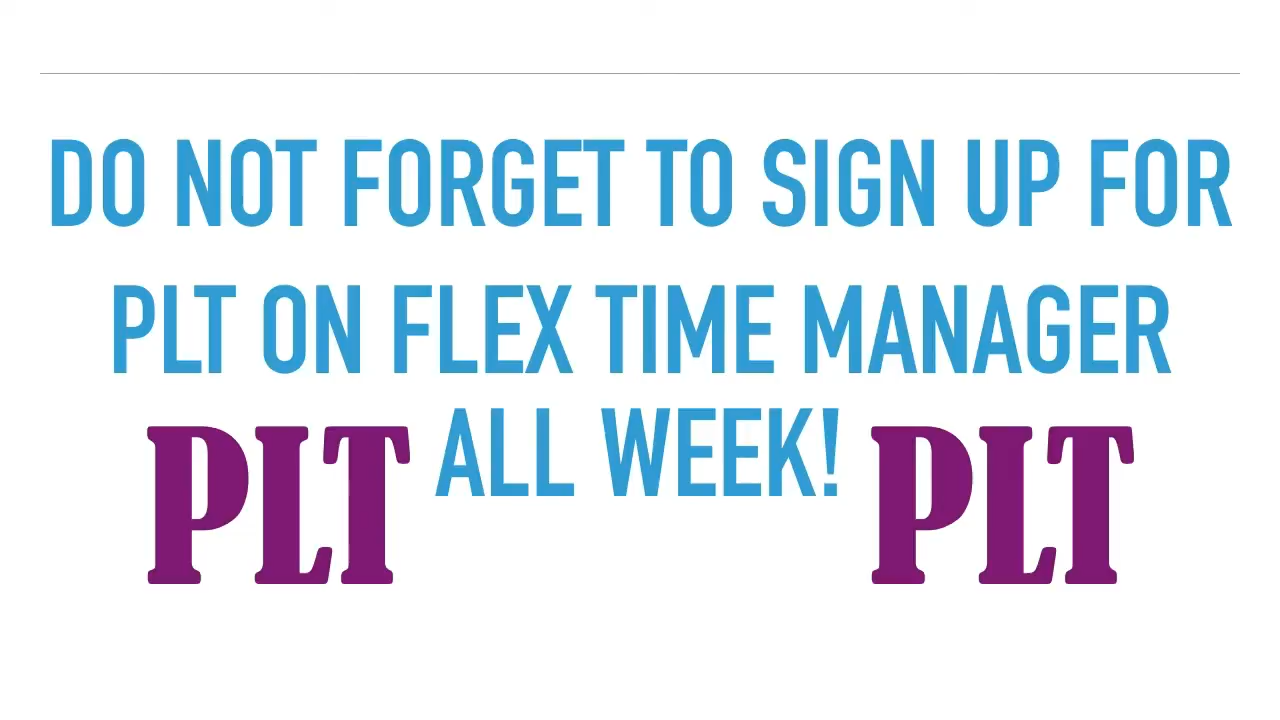 DO NOT FORGET TO SIGN UP FOR
PLT ON FLEX TIME MANAGER
ALL WEEK!
PLT
PLT